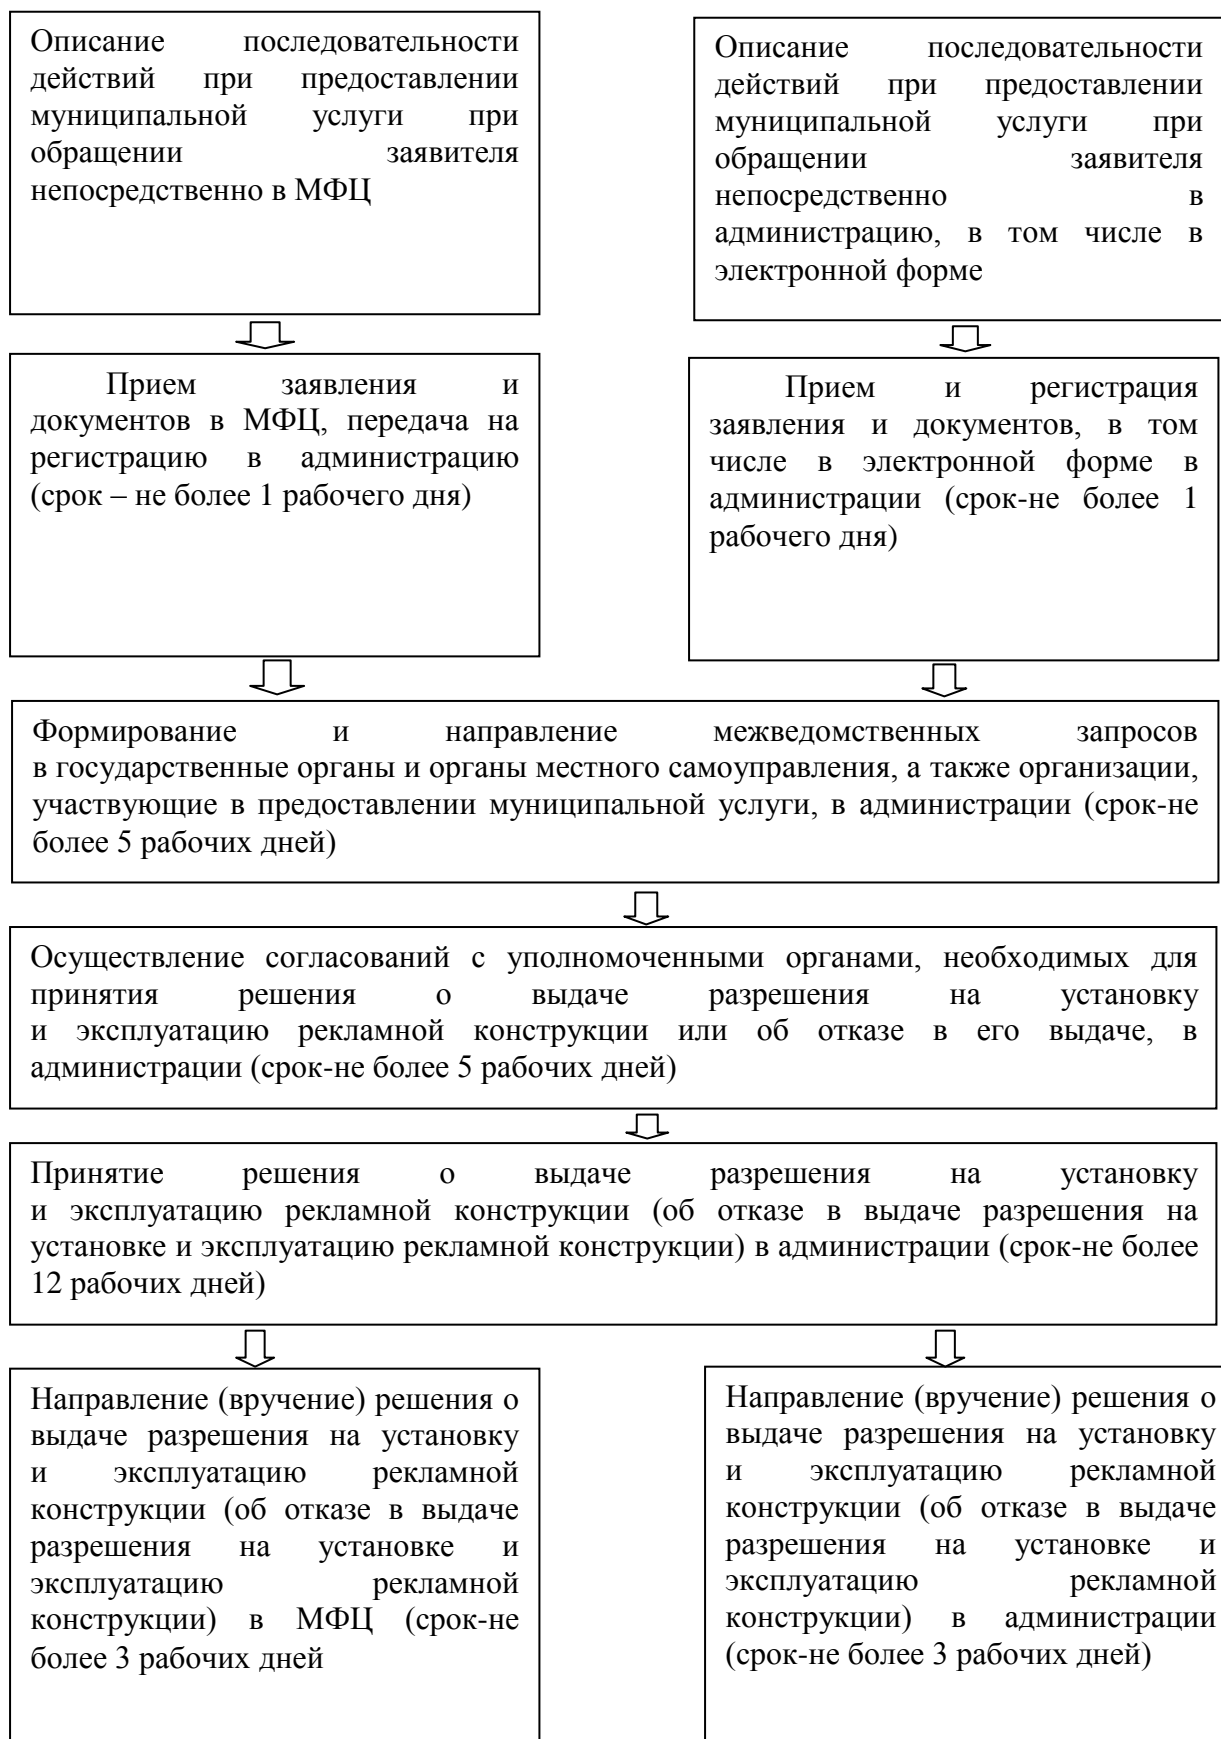 Описание последовательности
действий при предоставлении
муниципальной услуги при
обращении заявителя
непосредственно в МФЦ
Описание последовательности
действий при предоставлении
муниципальной услуги при
обращении заявителя
непосредственно в
администрацию, в том числе в
электронной форме
Прием заявления и
документов в МФЦ, передача на
регистрацию в администрацию
(срок – не более 1 рабочего дня)
Прием и регистрация
заявления и документов, в том
числе в электронной форме в
администрации (срок-не более 1
рабочего дня)
Формирование и направление межведомственных запросов
в государственные органы и органы местного самоуправления, а также организации,
участвующие в предоставлении муниципальной услуги, в администрации (срок-не
более 5 рабочих дней)
Осуществление согласований с уполномоченными органами, необходимых для
принятия решения о выдаче разрешения на установку
и эксплуатацию рекламной конструкции или об отказе в его выдаче, в
администрации (срок-не более 5 рабочих дней)
Принятие решения о выдаче разрешения на установку
и эксплуатацию рекламной конструкции (об отказе в выдаче разрешения на
установке и эксплуатацию рекламной конструкции) в администрации (срок-не более
12 рабочих дней)
Направление (вручение) решения о
выдаче разрешения на установку
и эксплуатацию рекламной
конструкции (об отказе в выдаче
разрешения на установке и
эксплуатацию рекламной
конструкции) в МФЦ (срок-не
более 3 рабочих дней
Направление (вручение) решения о
выдаче разрешения на установку
и эксплуатацию рекламной
конструкции (об отказе в выдаче
разрешения на установке и
эксплуатацию рекламной
конструкции) в администрации
(срок-не более 3 рабочих дней)